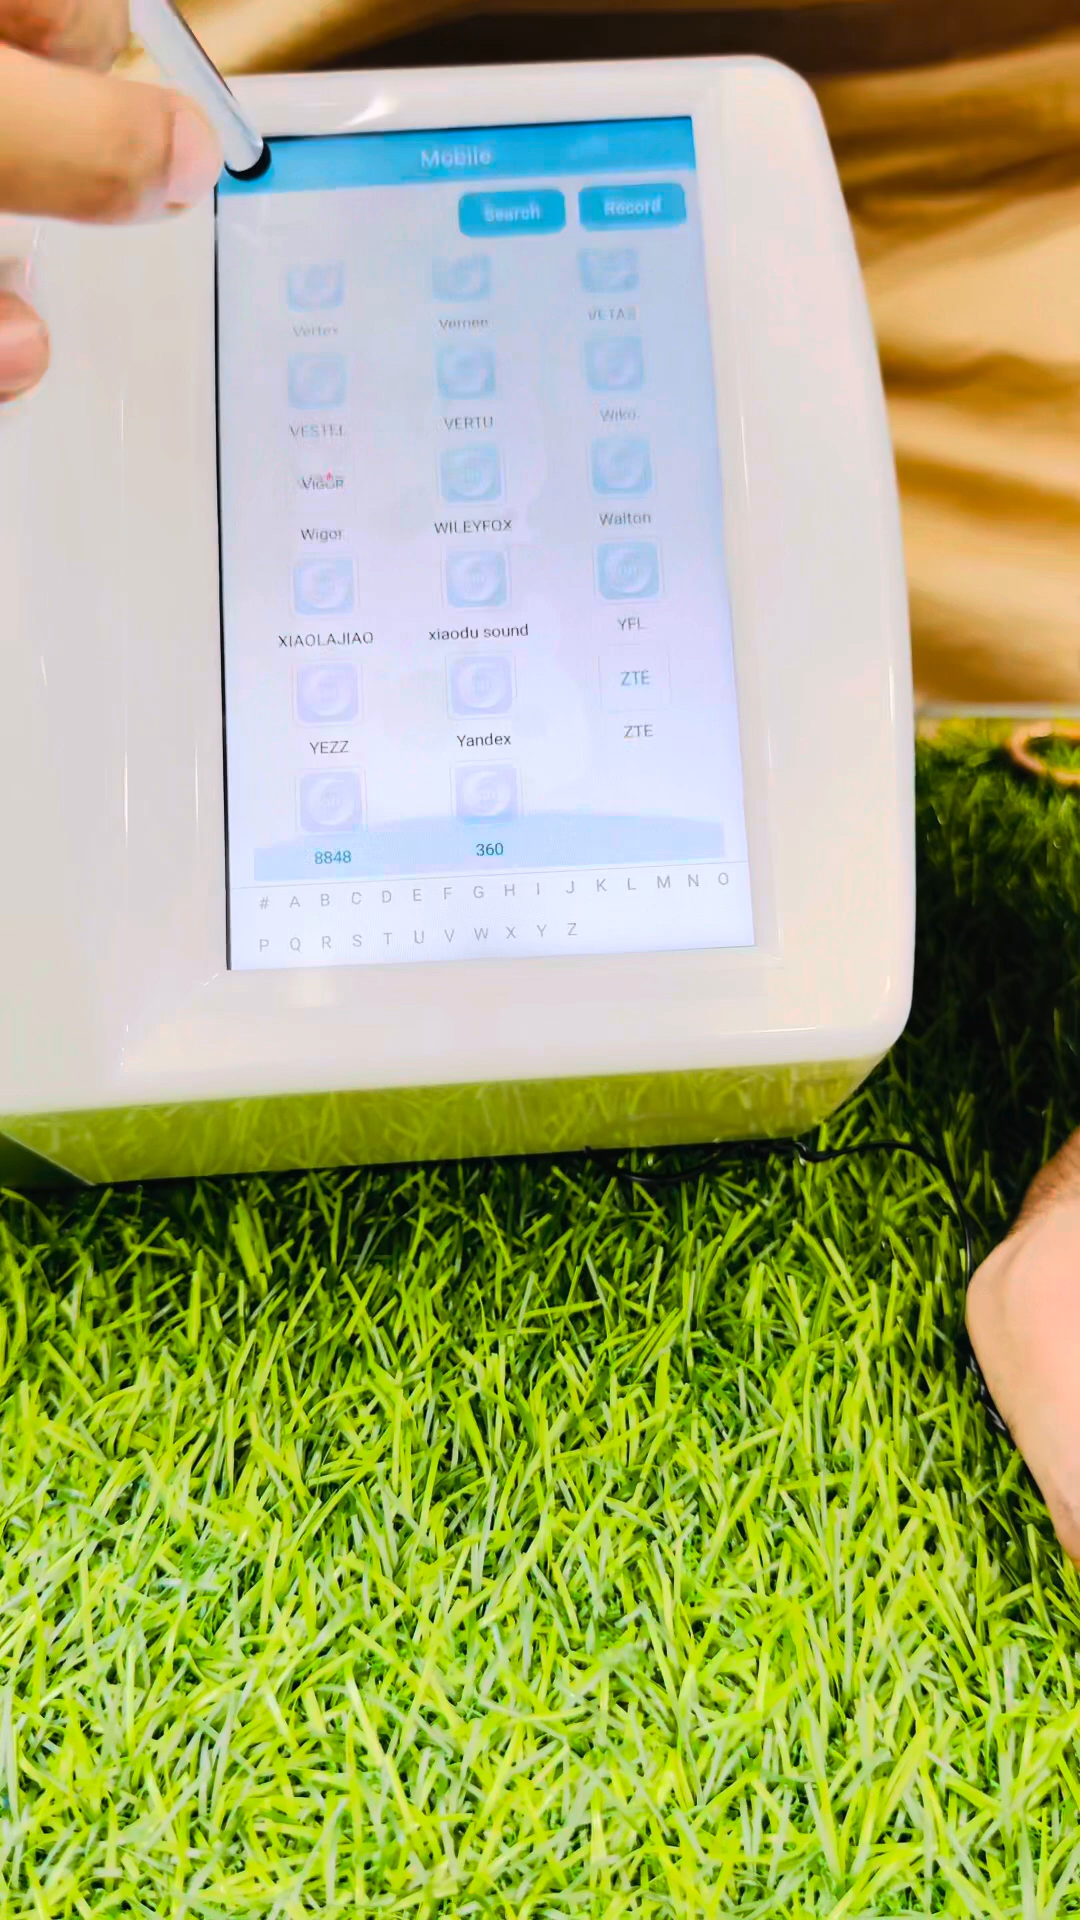 Mobile
Search Record
Vertex Vernee VETAS
VESTEL VERTU Wiko
VIGOR
Wigor WILEYFOX Walton
XIAOLAJIAO xiaodu sound YFL
ZTE
YEZZ Yandex ZTE
8848 360
# A B C D E F G H I J K L M N O
P Q R S T U V W X Y Z